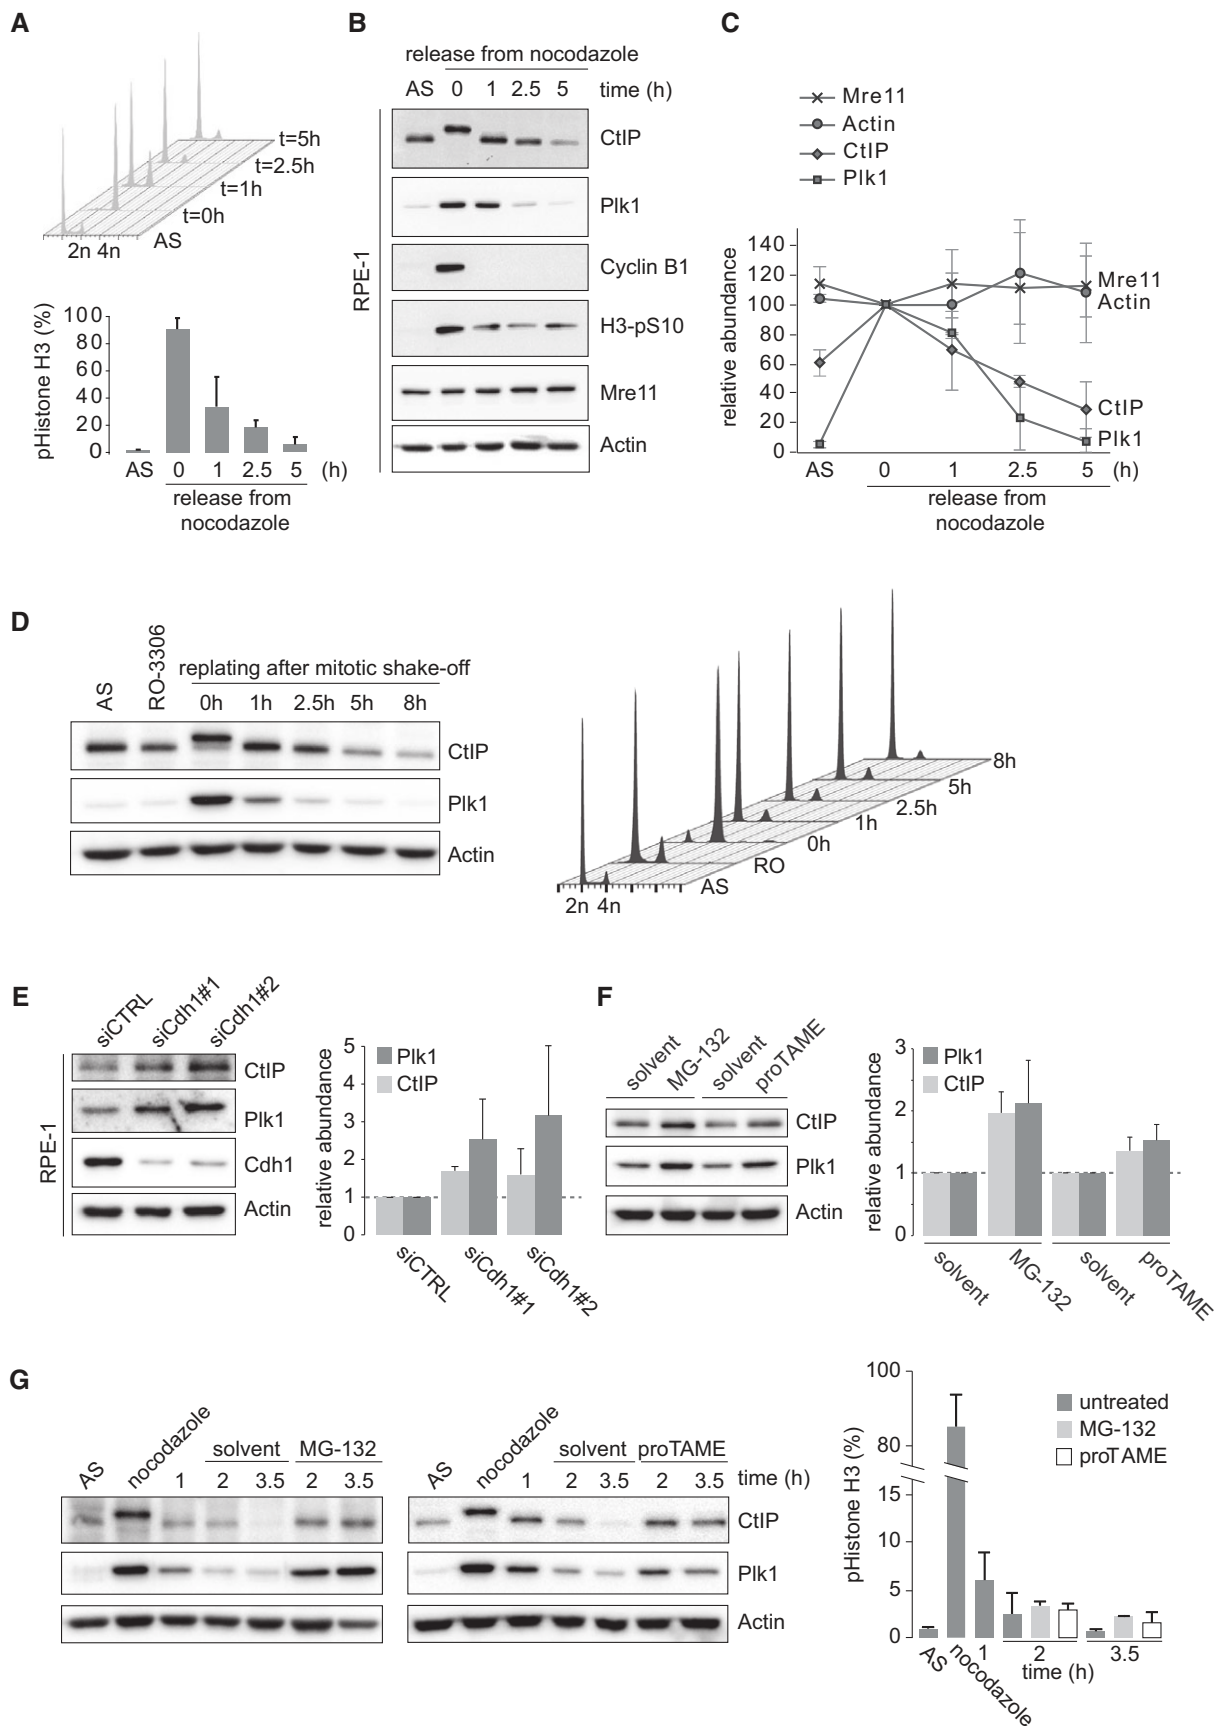 A
t=5h
t=2.5h
t=1h
t=0h
AS
2n 4n
pHistone H3 (%)
100
80
60
40
20
0
AS 0 1 2.5 5 (h)
release from
nocodazole
B
release from nocodazole
AS 0 1 2.5 5 time (h)
RPE-1
CtIP
Plk1
Cyclin B1
H3-pS10
Mre11
Actin
C
Mre11
Actin
CtIP
Plk1
relative abundance
140
120
100
80
60
40
20
0
Mre11
Actin
CtIP
Plk1
AS 0 1 2.5 5 (h)
release from
nocodazole
D
AS
RO-3306
replating after mitotic shake-off
0h 1h 2.5h 5h 8h
CtIP
Plk1
Actin
8h
5h
2.5h
1h
0h
RO
AS
2n 4n
E
siCTRL
siCdh1#1
siCdh1#2
RPE-1
CtIP
Plk1
Cdh1
Actin
relative abundance
5
4
3
2
1
0
Plk1
CtIP
siCTRL
siCdh1#1
siCdh1#2
F
solvent
MG-132
solvent
proTAME
CtIP
Plk1
Actin
relative abundance
3
2
1
0
Plk1
CtIP
solvent
MG-132
solvent
proTAME
G
AS
nocodazole
solvent
MG-132
1 2 3.5 2 3.5
AS
nocodazole
solvent
proTAME
1 2 3.5 2 3.5 time (h)
CtIP
Plk1
Actin
pHistone H3 (%)
100
80
15
10
5
0
untreated
MG-132
proTAME
AS
nocodazole
1
2
3.5
time (h)